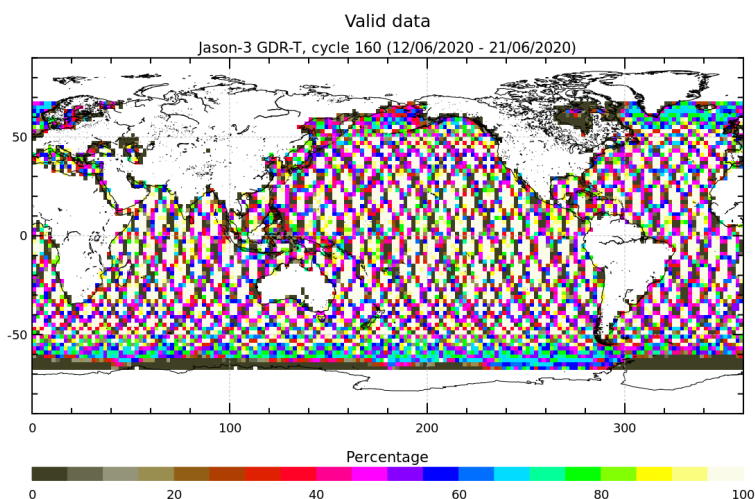 Valid data
Jason-3 GDR-T, cycle 160 (12/06/2020 - 21/06/2020)
50
0
-50
0 100 200 300
Percentage
0 20 40 60 80 100